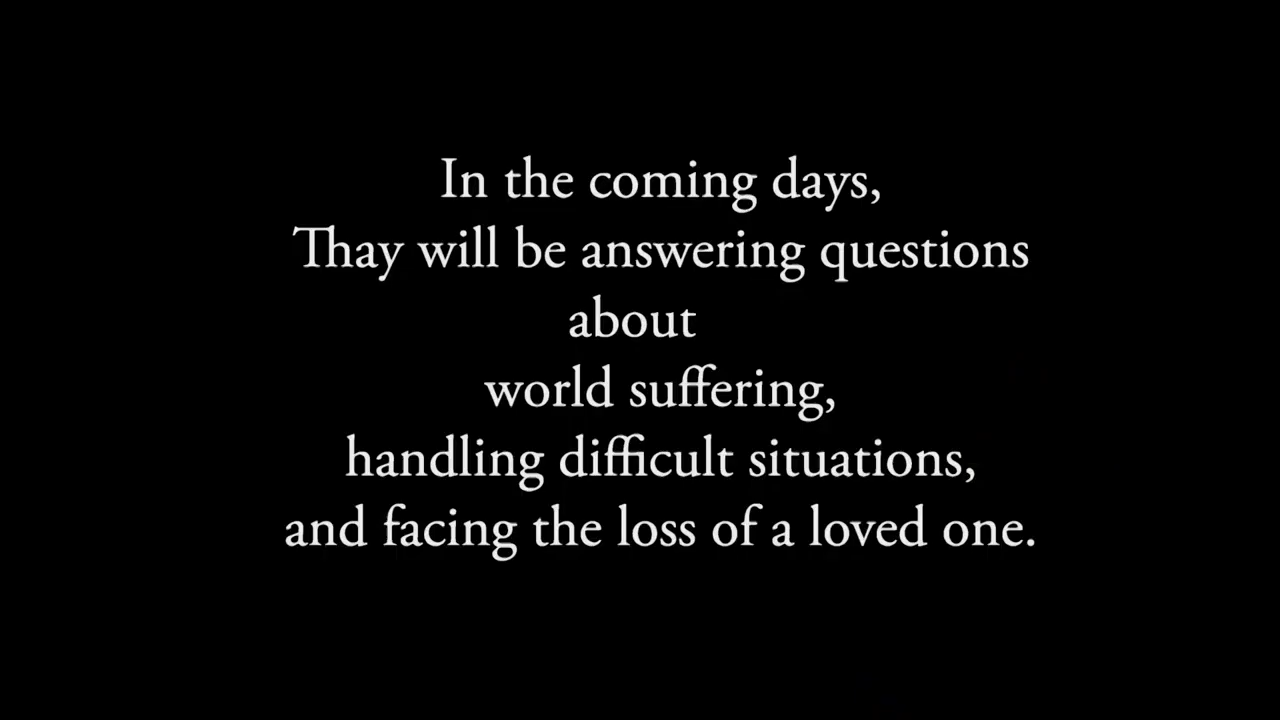 In the coming days,
Thay will be answering questions
about
world suffering,
handling difficult situations,
and facing the loss of a loved one.